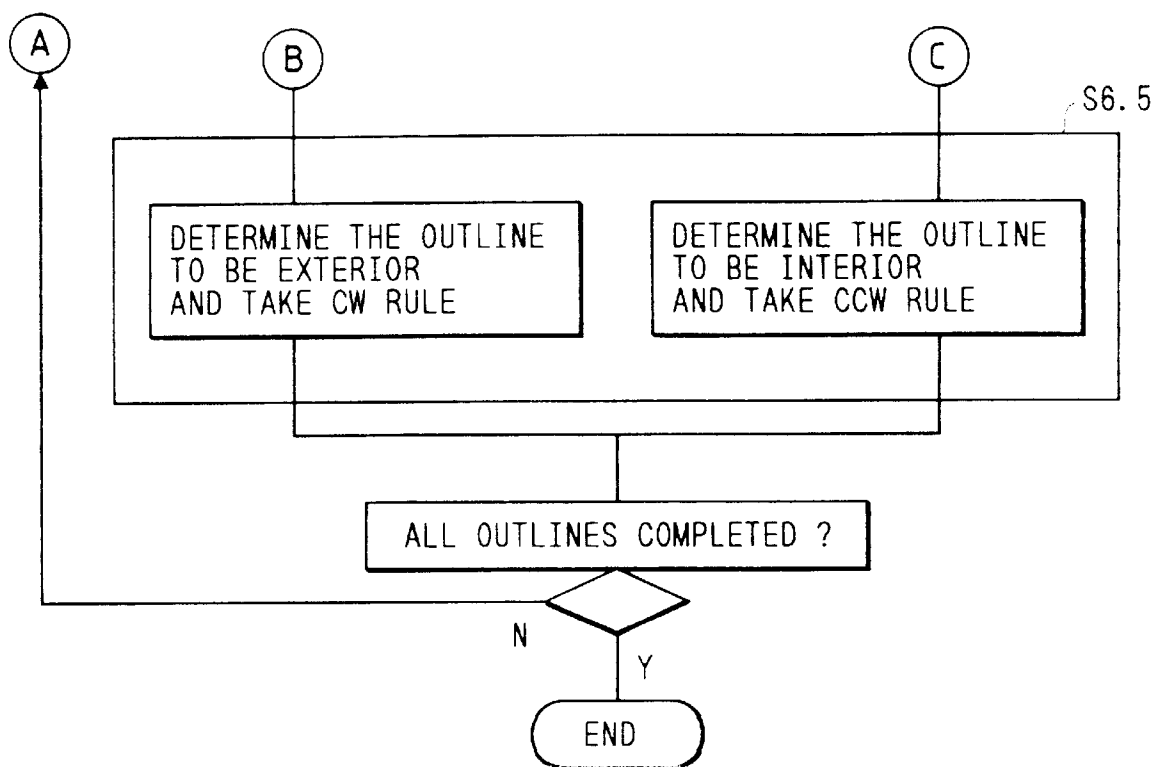 A
B
C
S6.5
DETERMINE THE OUTLINE
TO BE EXTERIOR
AND TAKE CW RULE
DETERMINE THE OUTLINE
TO BE INTERIOR
AND TAKE CCW RULE
ALL OUTLINES COMPLETED ?
N
Y
END